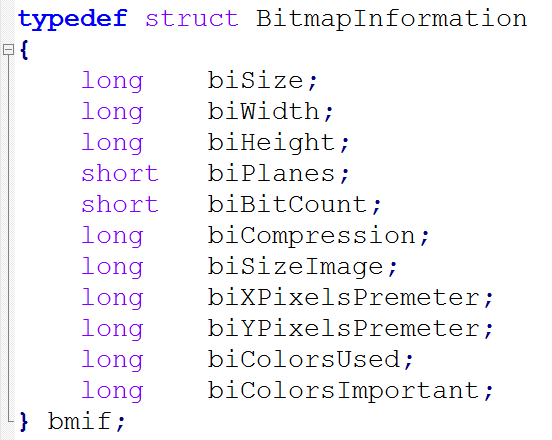 typedef struct BitmapInformation
{
    long    biSize;
    long    biWidth;
    long    biHeight;
    short   biPlanes;
    short   biBitCount;
    long    biCompression;
    long    biSizeImage;
    long    biXPixelsPremeter;
    long    biYPixelsPremeter;
    long    biColorsUsed;
    long    biColorsImportant;
} bmif;